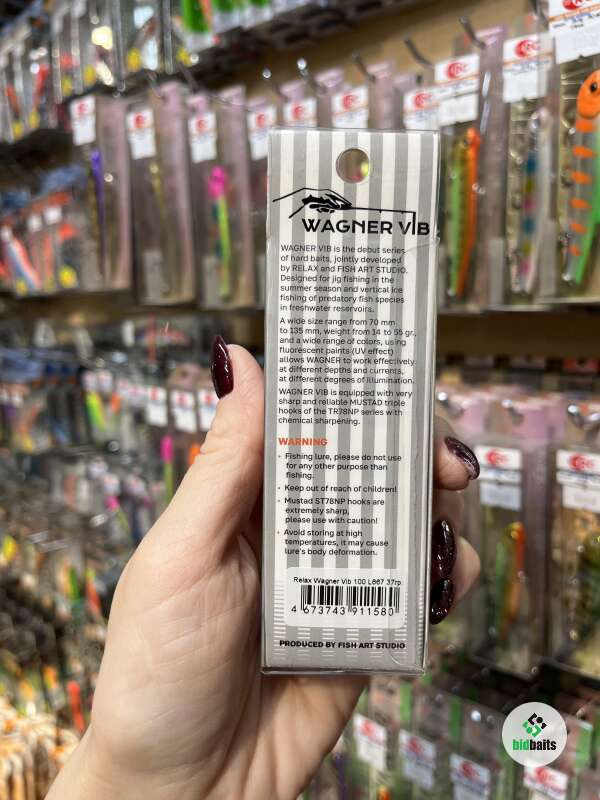 WAGNER VIB
WAGNER VIB is the debut series
of hard baits, jointly developed
by RELAX and FISH ART STUDIO.
Designed for jig fishing in the
summer season and vertical ice
fishing of predatory fish species
in freshwater reservoirs.
A wide size range from 70 mm
to 135 mm, weight from 14 to 55 gr.,
and a wide range of colors, using
fluorescent paints (UV effect)
allows WAGNER to work effectively
at different depths and currents,
at different degrees of illumination.
WAGNER VIB is equipped with very
sharp and reliable MUSTAD triple
hooks of the TR78NP series with
chemical sharpening.
WARNING
• Fishing lure, please do not use
for any other purpose than
fishing.
• Keep out of reach of children!
• Mustad ST78NP hooks are
extremely sharp,
please use with caution!
• Avoid storing at high
temperatures, it may cause
lure's body deformation.
Relax Wagner Vib 100 L667 37гр.
4 673743 911580
PRODUCED BY FISH ART STUDIO
bidbaits